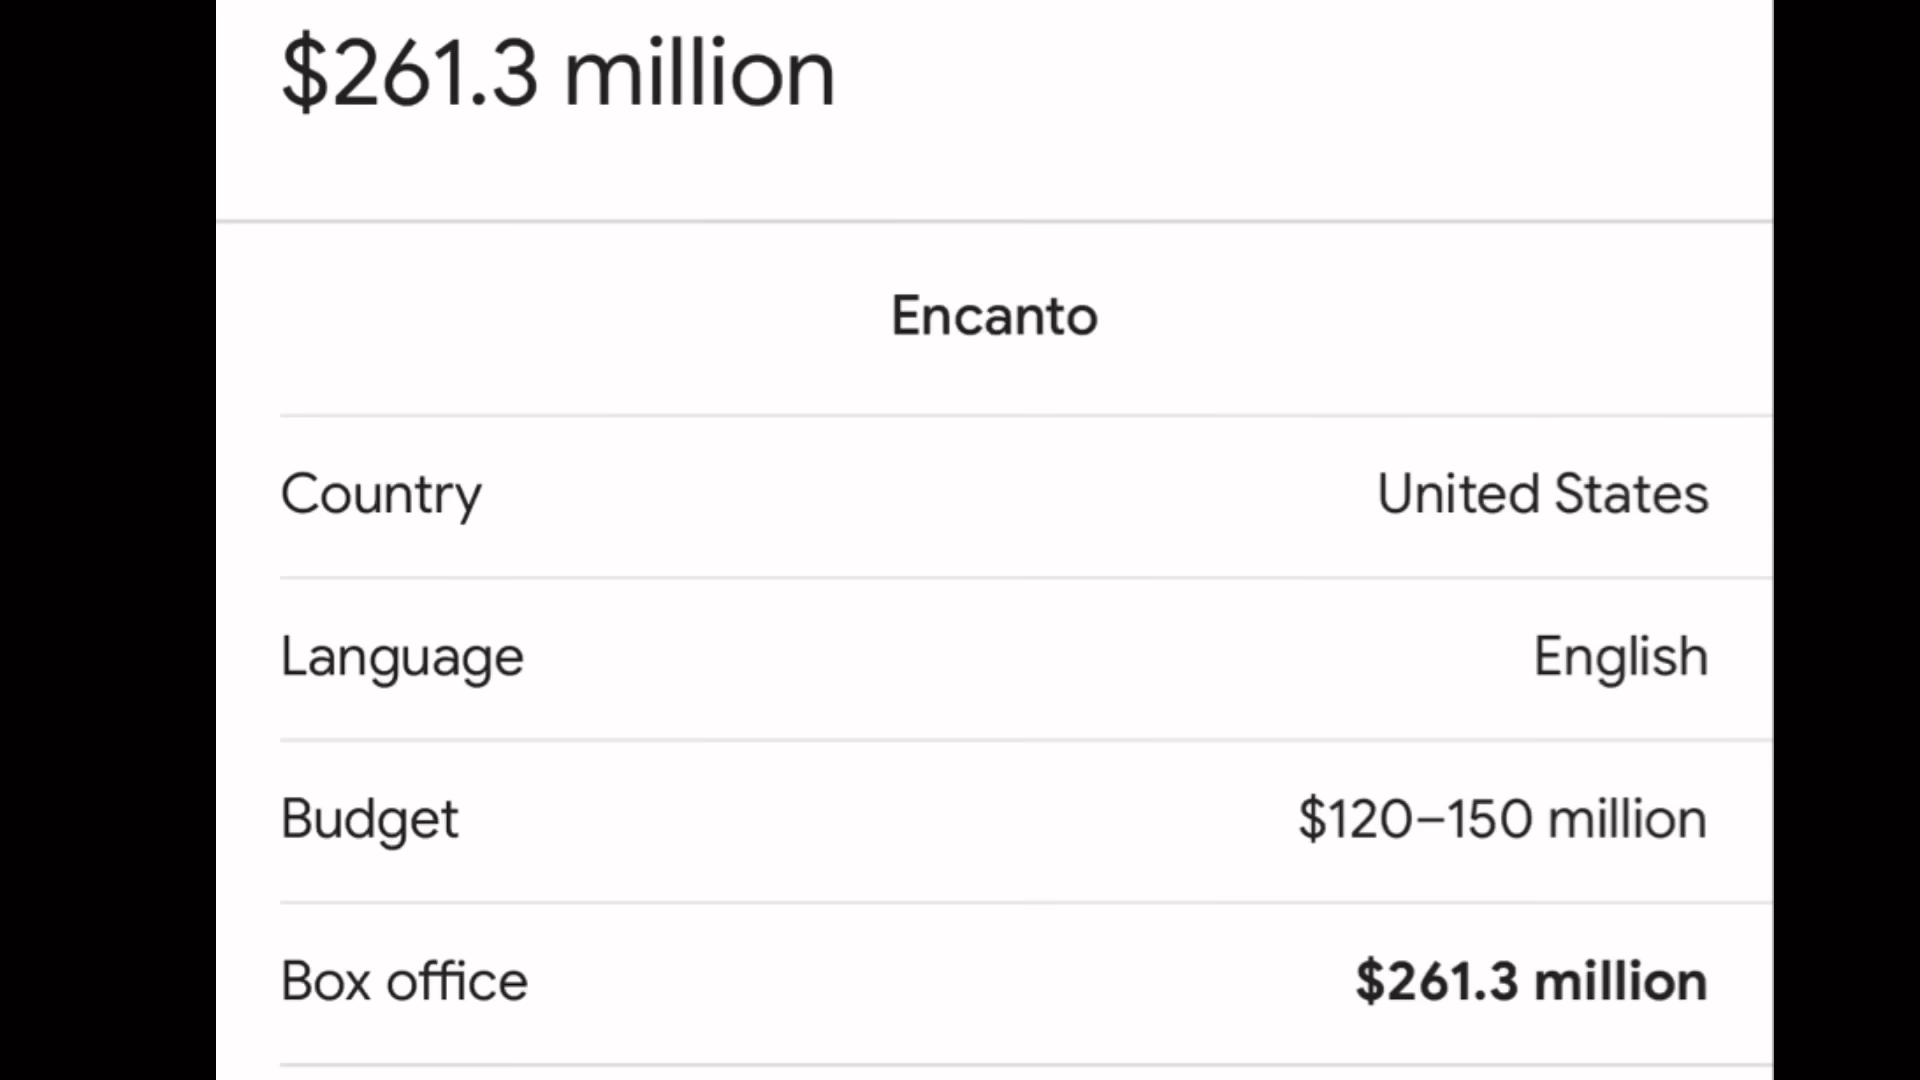 $261.3 million
Encanto
Country United States
Language English
Budget $120–150 million
Box office $261.3 million